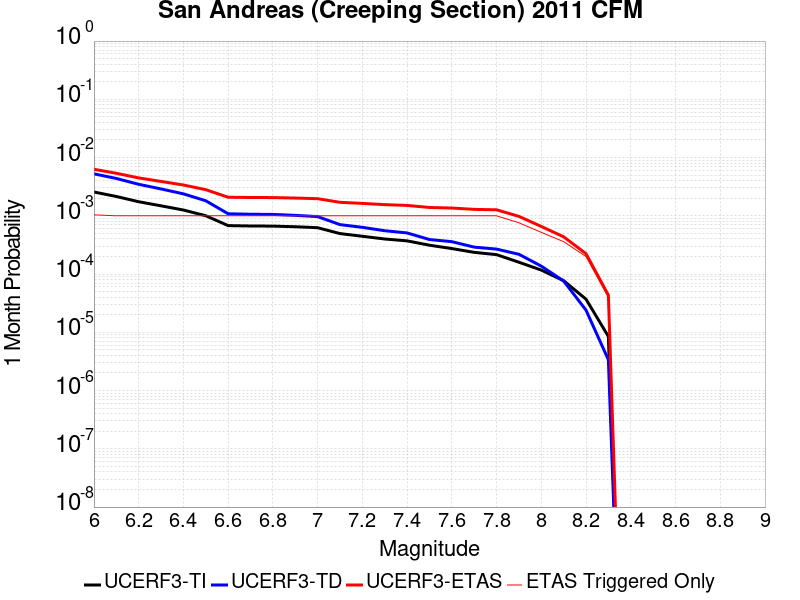 San Andreas (Creeping Section) 2011 CFM
10^0
10^-1
10^-2
10^-3
10^-4
10^-5
10^-6
10^-7
10^-8
1 Month Probability
6 6.2 6.4 6.6 6.8 7 7.2 7.4 7.6 7.8 8 8.2 8.4 8.6 8.8 9
Magnitude
UCERF3-TI UCERF3-TD UCERF3-ETAS ETAS Triggered Only